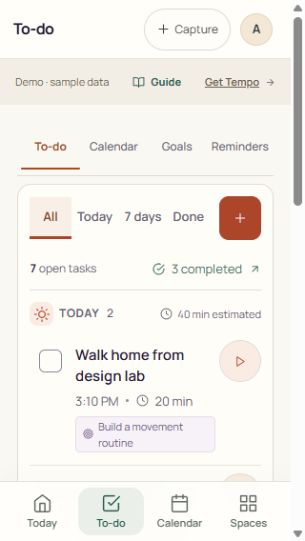 To-do
+ Capture
A
Demo · sample data
Guide
Get Tempo →
To-do
Calendar
Goals
Reminders
All
Today
7 days
Done
+
7 open tasks
3 completed ↗
TODAY 2
40 min estimated
Walk home from
design lab
3:10 PM • 20 min
Build a movement
routine
Today
To-do
Calendar
Spaces